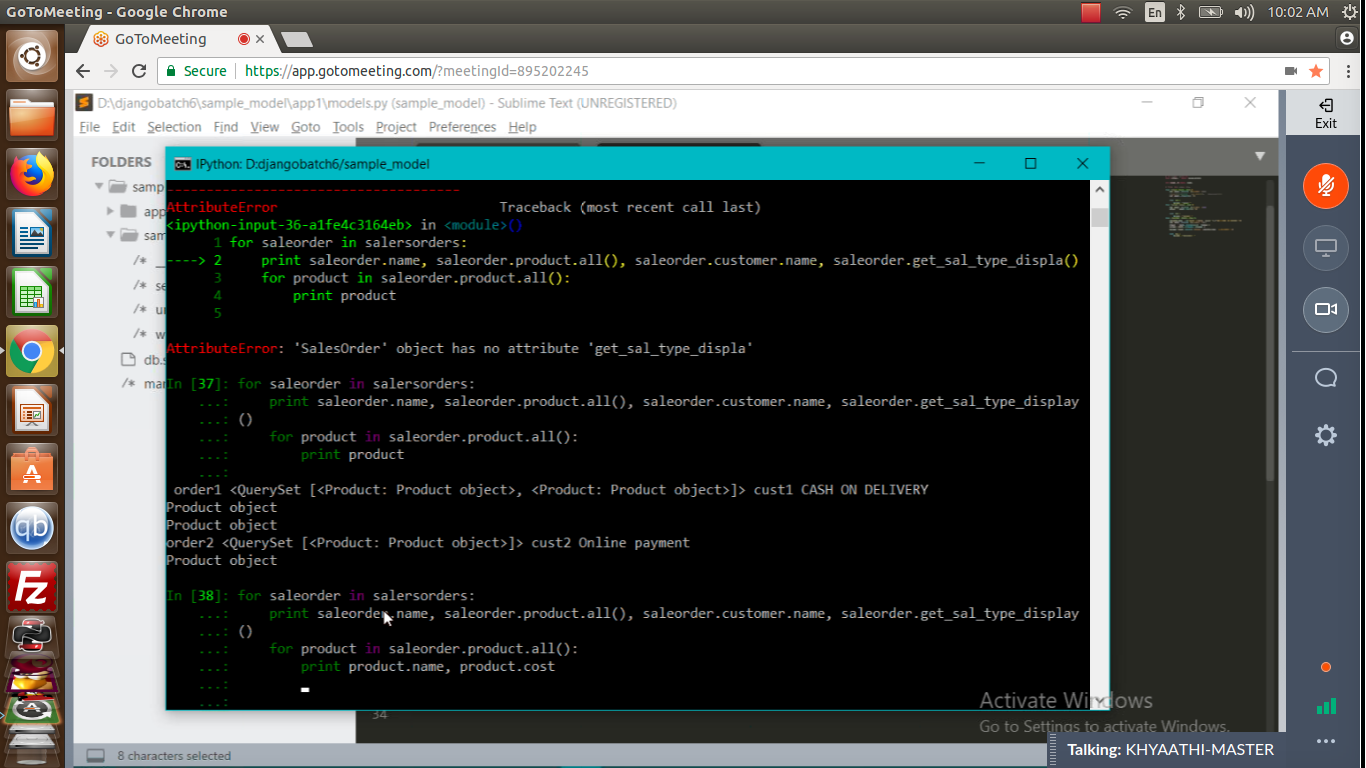 GoToMeeting - Google Chrome
En
10:02 AM
GoToMeeting
Secure
https://app.gotomeeting.com/?meetingId=895202245
D:\djangobatch6\sample_model\app1\models.py (sample_model) - Sublime Text (UNREGISTERED)
File Edit Selection Find View Goto Tools Project Preferences Help
Exit
FOLDERS
samp
app
sam
/* __
/* se
/* ur
/* w
db.s
/* man
IPython: D:djangobatch6/sample_model
-------------------------------------
AttributeError                            Traceback (most recent call last)
<ipython-input-36-a1fe4c3164eb> in <module>()
      1 for saleorder in salersorders:
----> 2     print saleorder.name, saleorder.product.all(), saleorder.customer.name, saleorder.get_sal_type_displa()
      3     for product in saleorder.product.all():
      4         print product
      5
AttributeError: 'SalesOrder' object has no attribute 'get_sal_type_displa'
In [37]: for saleorder in salersorders:
    ...:     print saleorder.name, saleorder.product.all(), saleorder.customer.name, saleorder.get_sal_type_display
    ...: ()
    ...:     for product in saleorder.product.all():
    ...:         print product
    ...:
order1 <QuerySet [<Product: Product object>, <Product: Product object>]> cust1 CASH ON DELIVERY
Product object
Product object
order2 <QuerySet [<Product: Product object>]> cust2 Online payment
Product object
In [38]: for saleorder in salersorders:
    ...:     print saleorder.name, saleorder.product.all(), saleorder.customer.name, saleorder.get_sal_type_display
    ...: ()
    ...:     for product in saleorder.product.all():
    ...:         print product.name, product.cost
    ...:
    ...:
34
Activate Windows
Go to Settings to activate Windows.
8 characters selected
Talking: KHYAATHI-MASTER
qb
Fz